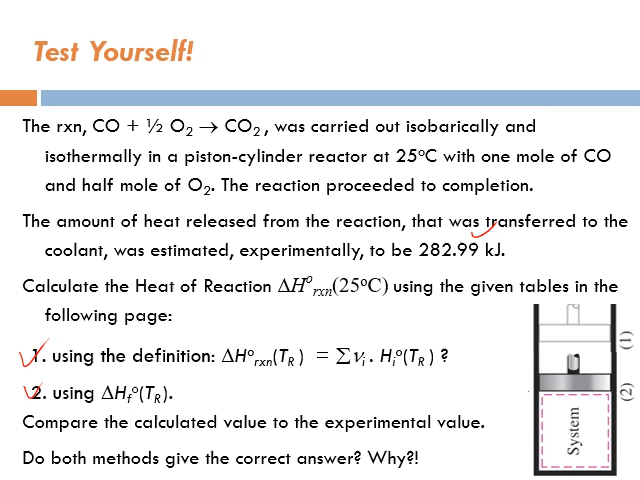 Test Yourself!
The rxn, CO + ½ O₂ → CO₂ , was carried out isobarically and
isothermally in a piston-cylinder reactor at 25°C with one mole of CO
and half mole of O₂. The reaction proceeded to completion.
The amount of heat released from the reaction, that was transferred to the
coolant, was estimated, experimentally, to be 282.99 kJ.
Calculate the Heat of Reaction ΔH°rxn(25°C) using the given tables in the
following page:
1. using the definition: ΔH°rxn(TR ) = Σνi . Hi°(TR ) ?
2. using ΔHf°(TR).
Compare the calculated value to the experimental value.
Do both methods give the correct answer? Why?!
(1)
(2)
System